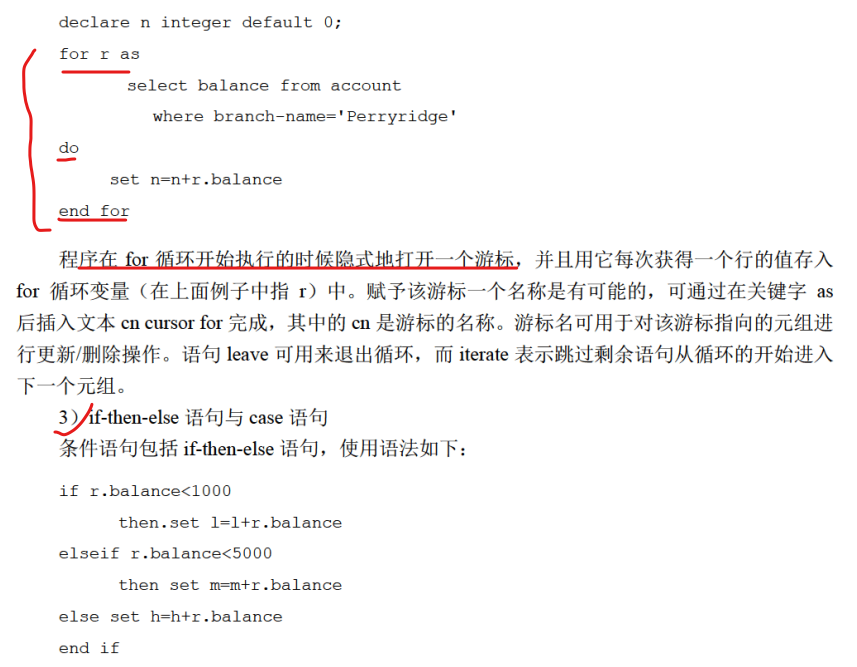 declare n integer default 0;
for r as
select balance from account
where branch-name='Perryridge'
do
set n=n+r.balance
end for
程序在 for 循环开始执行的时候隐式地打开一个游标，并且用它每次获得一个行的值存入
for 循环变量（在上面例子中指 r）中。赋予该游标一个名称是有可能的，可通过在关键字 as
后插入文本 cn cursor for 完成，其中的 cn 是游标的名称。游标名可用于对该游标指向的元组进
行更新/删除操作。语句 leave 可用来退出循环，而 iterate 表示跳过剩余语句从循环的开始进入
下一个元组。
3）if-then-else 语句与 case 语句
条件语句包括 if-then-else 语句，使用语法如下：
if r.balance<1000
then.set l=l+r.balance
elseif r.balance<5000
then set m=m+r.balance
else set h=h+r.balance
end if